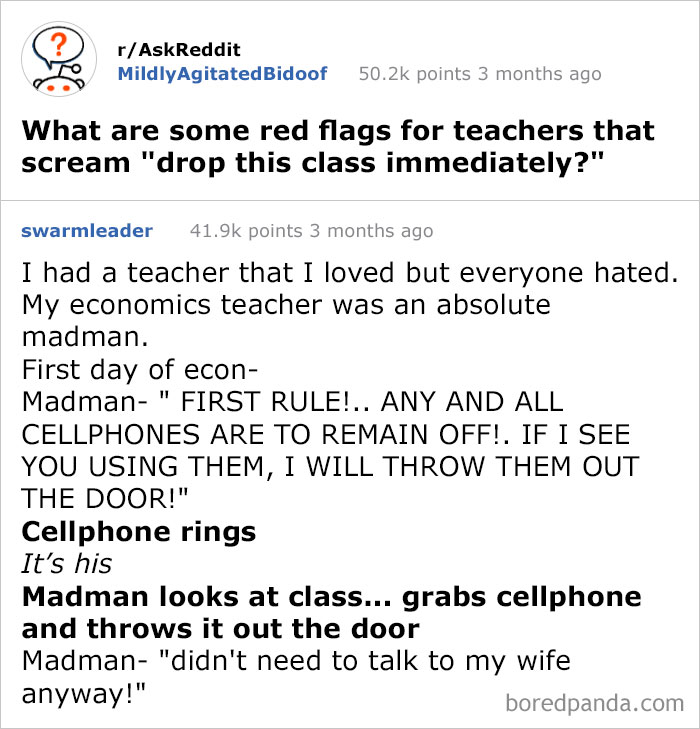 r/AskReddit
MildlyAgitatedBidoof 50.2k points 3 months ago
What are some red flags for teachers that
scream "drop this class immediately?"
swarmleader 41.9k points 3 months ago
I had a teacher that I loved but everyone hated.
My economics teacher was an absolute
madman.
First day of econ-
Madman- " FIRST RULE!.. ANY AND ALL
CELLPHONES ARE TO REMAIN OFF!. IF I SEE
YOU USING THEM, I WILL THROW THEM OUT
THE DOOR!"
Cellphone rings
It’s his
Madman looks at class... grabs cellphone
and throws it out the door
Madman- "didn't need to talk to my wife
anyway!"
boredpanda.com